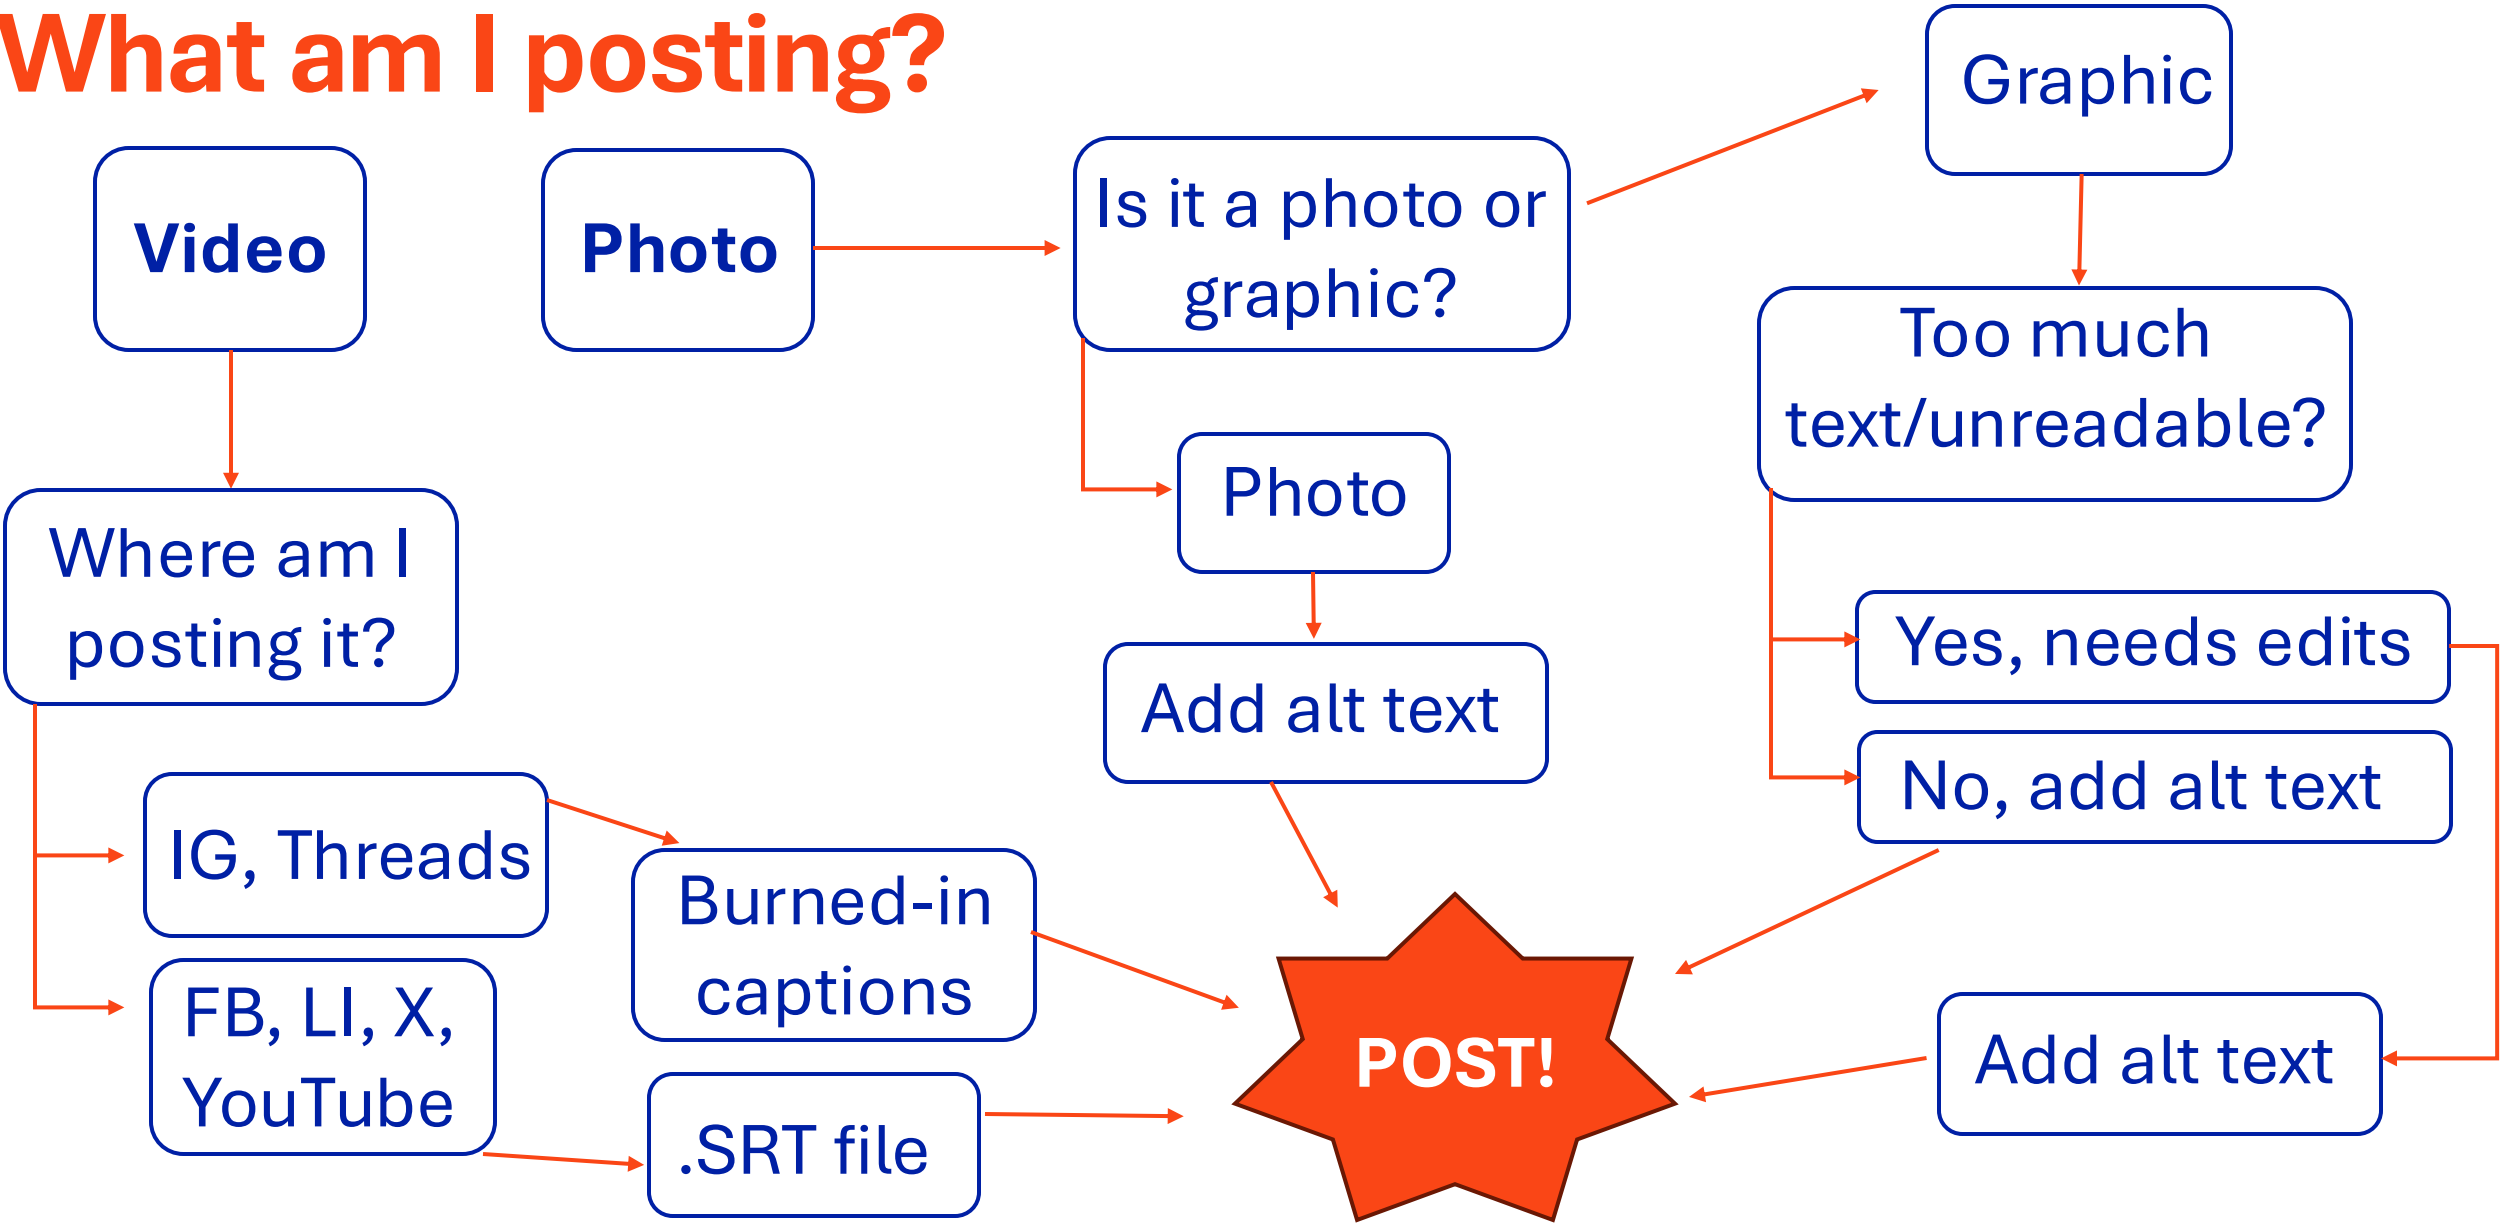 What am I posting?
Video
Photo
Is it a photo or
graphic?
Graphic
Too much
text/unreadable?
Photo
Where am I
posting it?
Yes, needs edits
Add alt text
No, add alt text
IG, Threads
Burned-in
captions
FB, LI, X,
YouTube
POST!
Add alt text
.SRT file